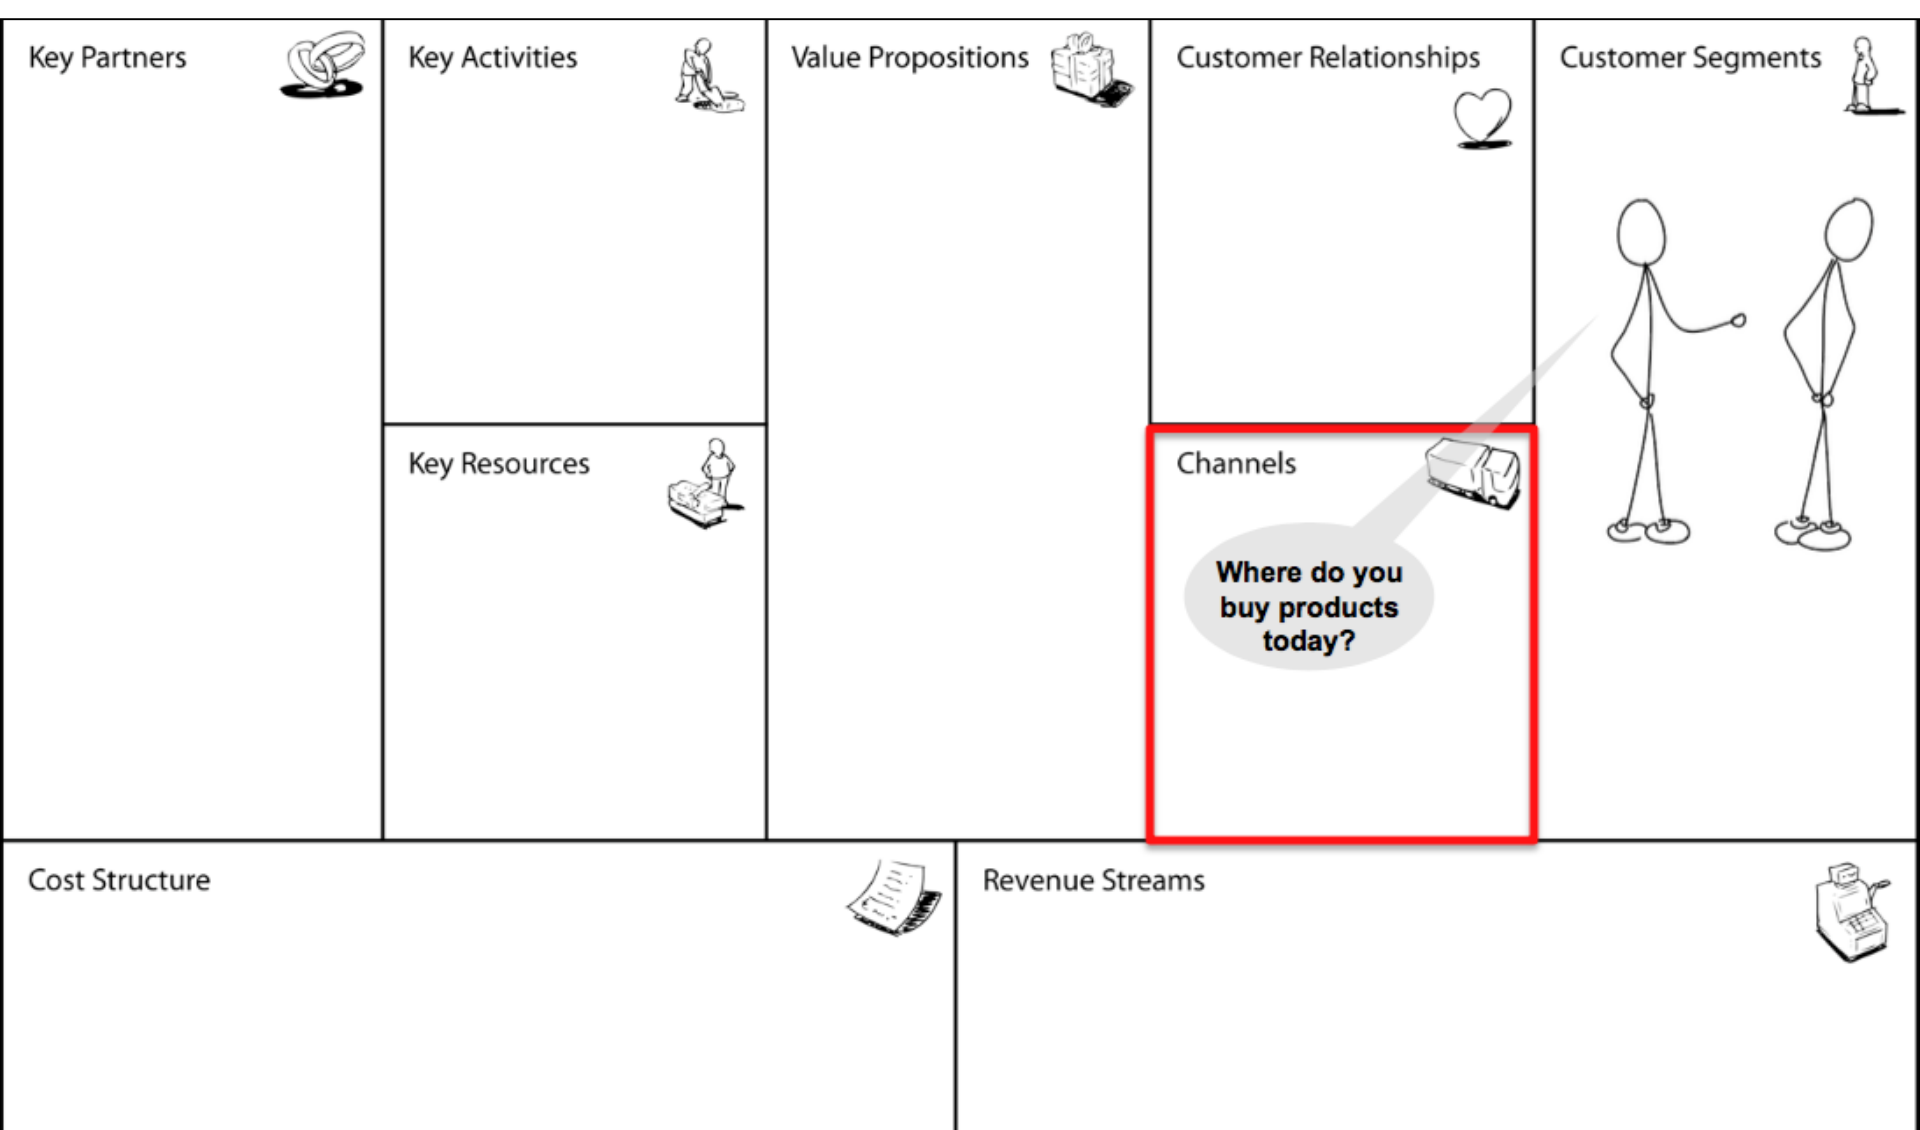 Key Partners
Key Activities
Value Propositions
Customer Relationships
Customer Segments
Key Resources
Channels
Where do you
buy products
today?
Cost Structure
Revenue Streams